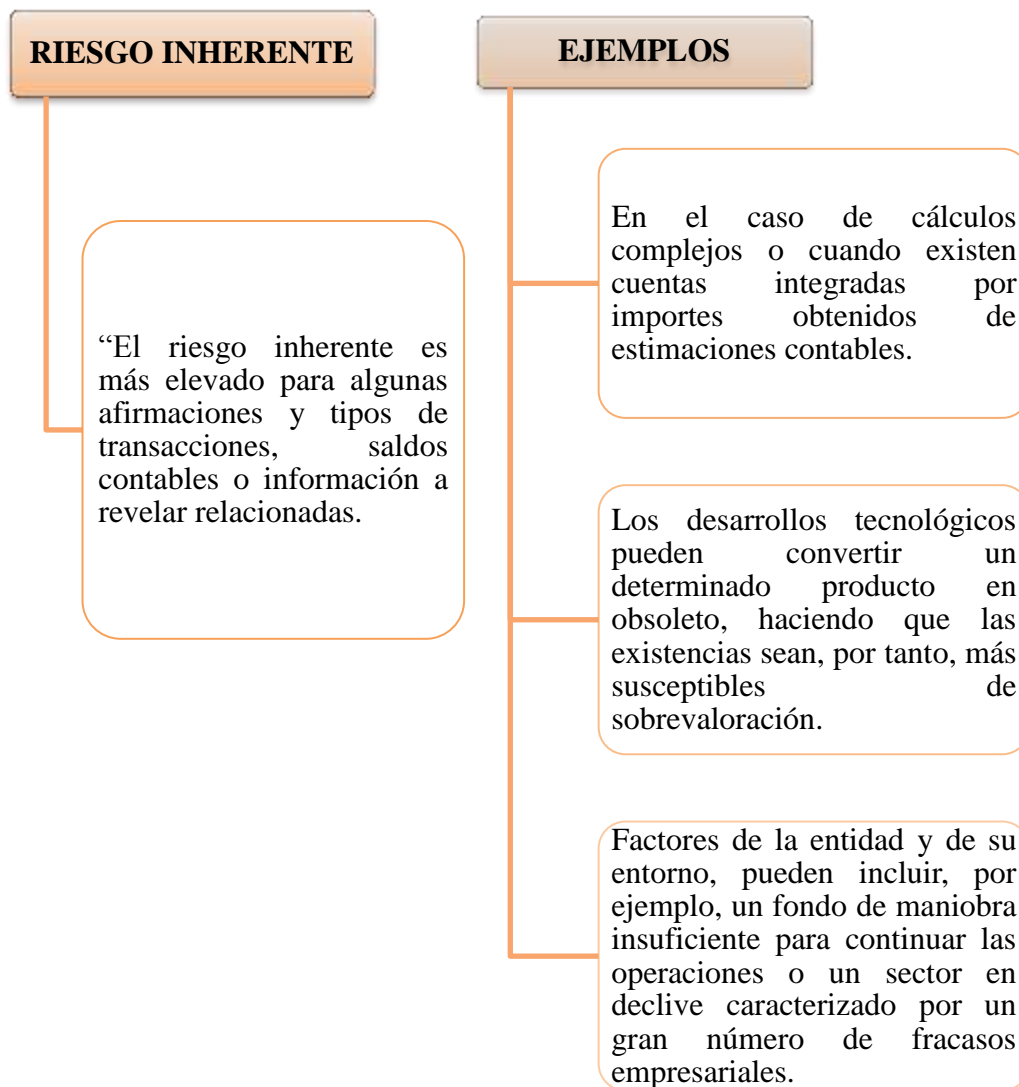 RIESGO INHERENTE
“El riesgo inherente es
más elevado para algunas
afirmaciones y tipos de
transacciones, saldos
contables o información a
revelar relacionadas.
EJEMPLOS
En el caso de cálculos
complejos o cuando existen
cuentas integradas por
importes obtenidos de
estimaciones contables.
Los desarrollos tecnológicos
pueden convertir un
determinado producto en
obsoleto, haciendo que las
existencias sean, por tanto, más
susceptibles de
sobrevaloración.
Factores de la entidad y de su
entorno, pueden incluir, por
ejemplo, un fondo de maniobra
insuficiente para continuar las
operaciones o un sector en
declive caracterizado por un
gran número de fracasos
empresariales.